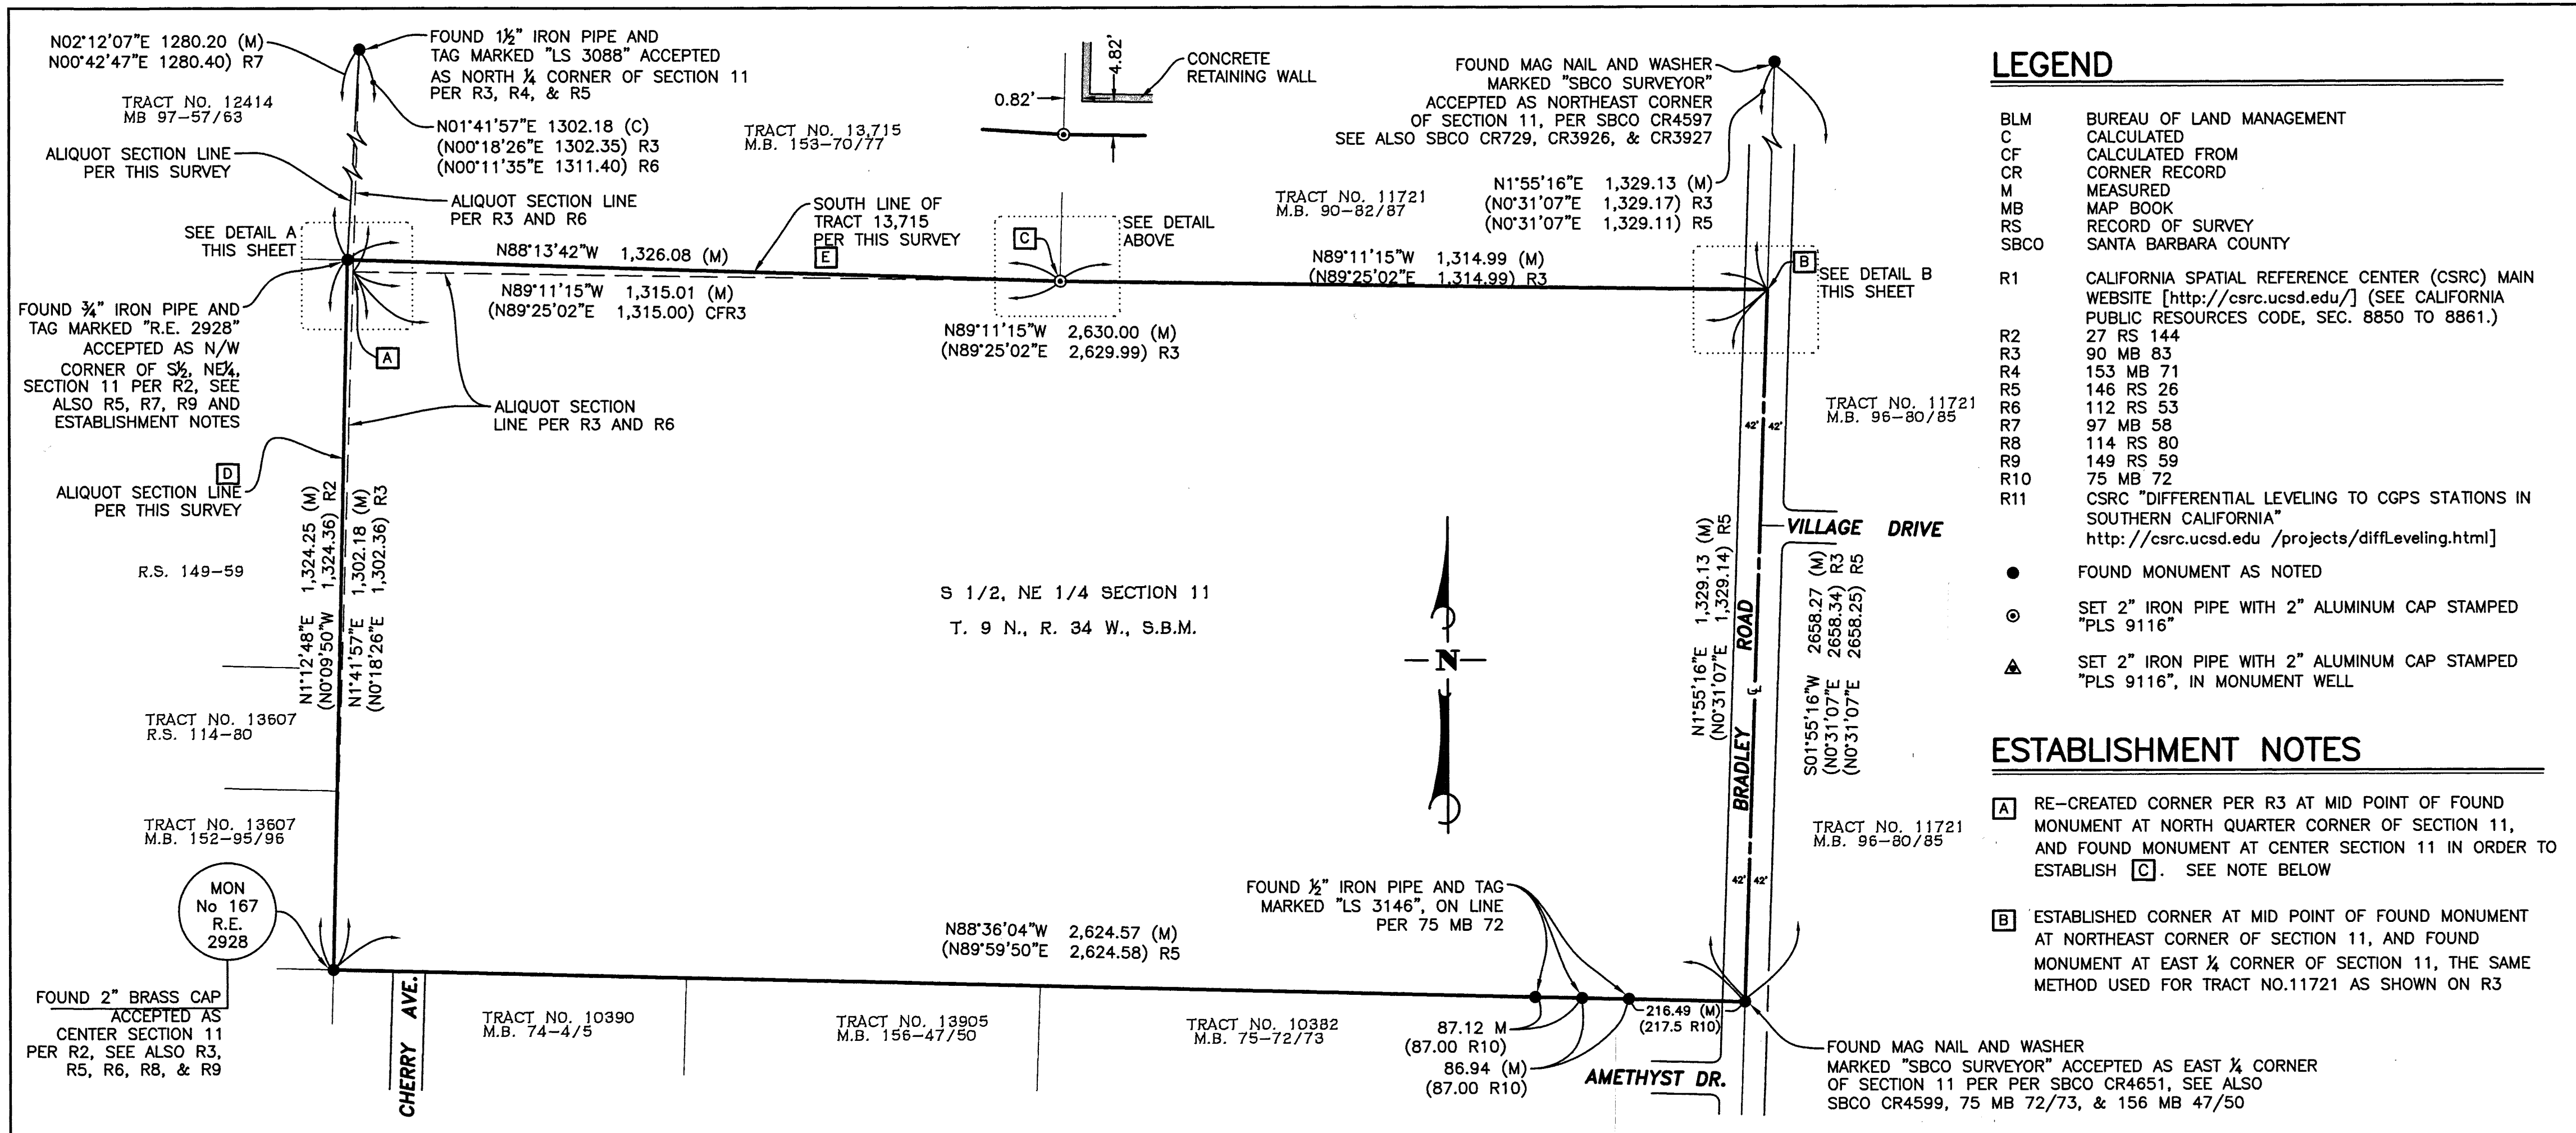 N02°12'07"E 1280.20 (M)
N00°42'47"E 1280.40) R7
FOUND 1½" IRON PIPE AND
TAG MARKED "LS 3088" ACCEPTED
AS NORTH ¼ CORNER OF SECTION 11
PER R3, R4, & R5
TRACT NO. 12414
MB 97-57/63
N01°41'57"E 1302.18 (C)
(N00°18'26"E 1302.35) R3
(N00°11'35"E 1311.40) R6
ALIQUOT SECTION LINE
PER THIS SURVEY
ALIQUOT SECTION LINE
PER R3 AND R6
SEE DETAIL A
THIS SHEET
TRACT NO. 13,715
M.B. 153-70/77
0.82'
4.82'
CONCRETE
RETAINING WALL
SOUTH LINE OF
TRACT 13,715
PER THIS SURVEY
E
C
SEE DETAIL
ABOVE
FOUND MAG NAIL AND WASHER
MARKED "SBCO SURVEYOR"
ACCEPTED AS NORTHEAST CORNER
OF SECTION 11, PER SBCO CR4597
SEE ALSO SBCO CR729, CR3926, & CR3927
TRACT NO. 11721
M.B. 90-82/87
N1°55'16"E 1,329.13 (M)
(N0°31'07"E 1,329.17) R3
(N0°31'07"E 1,329.11) R5
N88°13'42"W 1,326.08 (M)
N89°11'15"W 1,315.01 (M)
(N89°25'02"E 1,315.00) CFR3
N89°11'15"W 1,314.99 (M)
(N89°25'02"E 1,314.99) R3
N89°11'15"W 2,630.00 (M)
(N89°25'02"E 2,629.99) R3
B
SEE DETAIL B
THIS SHEET
FOUND ¾" IRON PIPE AND
TAG MARKED "R.E. 2928"
ACCEPTED AS N/W
CORNER OF S½, NE¼,
SECTION 11 PER R2, SEE
ALSO R5, R7, R9 AND
ESTABLISHMENT NOTES
A
ALIQUOT SECTION
LINE PER R3 AND R6
D
ALIQUOT SECTION LINE
PER THIS SURVEY
R.S. 149-59
N1°12'48"E 1,324.25 (M)
(N0°09'50"W 1,324.36) R2
N1°41'57"E 1,302.18 (M)
(N0°18'26"E 1,302.36) R3
TRACT NO. 13607
R.S. 114-80
TRACT NO. 13607
M.B. 152-95/96
MON
No 167
R.E.
2928
FOUND 2" BRASS CAP
ACCEPTED AS
CENTER SECTION 11
PER R2, SEE ALSO R3,
R5, R6, R8, & R9
S 1/2, NE 1/4 SECTION 11
T. 9 N., R. 34 W., S.B.M.
N
TRACT NO. 11721
M.B. 96-80/85
42' 42'
VILLAGE DRIVE
N1°55'16"E 1,329.13 (M)
(N0°31'07"E 1,329.14) R5
BRADLEY ROAD
℄
S01°55'16"W 2658.27 (M)
(N0°31'07"E 2658.34) R3
(N0°31'07"E 2658.25) R5
TRACT NO. 11721
M.B. 96-80/85
42' 42'
FOUND ½" IRON PIPE AND TAG
MARKED "LS 3146", ON LINE
PER 75 MB 72
N88°36'04"W 2,624.57 (M)
(N89°59'50"E 2,624.58) R5
CHERRY AVE.
TRACT NO. 10390
M.B. 74-4/5
TRACT NO. 13905
M.B. 156-47/50
TRACT NO. 10382
M.B. 75-72/73
87.12 M
(87.00 R10)
86.94 (M)
(87.00 R10)
216.49 (M)
(217.5 R10)
AMETHYST DR.
FOUND MAG NAIL AND WASHER
MARKED "SBCO SURVEYOR" ACCEPTED AS EAST ¼ CORNER
OF SECTION 11 PER PER SBCO CR4651, SEE ALSO
SBCO CR4599, 75 MB 72/73, & 156 MB 47/50
LEGEND
BLM BUREAU OF LAND MANAGEMENT
C CALCULATED
CF CALCULATED FROM
CR CORNER RECORD
M MEASURED
MB MAP BOOK
RS RECORD OF SURVEY
SBCO SANTA BARBARA COUNTY
R1 CALIFORNIA SPATIAL REFERENCE CENTER (CSRC) MAIN
WEBSITE [http://csrc.ucsd.edu/] (SEE CALIFORNIA
PUBLIC RESOURCES CODE, SEC. 8850 TO 8861.)
R2 27 RS 144
R3 90 MB 83
R4 153 MB 71
R5 146 RS 26
R6 112 RS 53
R7 97 MB 58
R8 114 RS 80
R9 149 RS 59
R10 75 MB 72
R11 CSRC "DIFFERENTIAL LEVELING TO CGPS STATIONS IN
SOUTHERN CALIFORNIA"
http://csrc.ucsd.edu /projects/diffLeveling.html]
FOUND MONUMENT AS NOTED
SET 2" IRON PIPE WITH 2" ALUMINUM CAP STAMPED
"PLS 9116"
SET 2" IRON PIPE WITH 2" ALUMINUM CAP STAMPED
"PLS 9116", IN MONUMENT WELL
ESTABLISHMENT NOTES
A RE-CREATED CORNER PER R3 AT MID POINT OF FOUND
MONUMENT AT NORTH QUARTER CORNER OF SECTION 11,
AND FOUND MONUMENT AT CENTER SECTION 11 IN ORDER TO
ESTABLISH C. SEE NOTE BELOW
B ESTABLISHED CORNER AT MID POINT OF FOUND MONUMENT
AT NORTHEAST CORNER OF SECTION 11, AND FOUND
MONUMENT AT EAST ¼ CORNER OF SECTION 11, THE SAME
METHOD USED FOR TRACT NO.11721 AS SHOWN ON R3